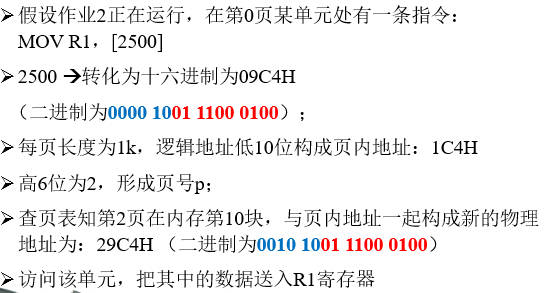 ➢假设作业2正在运行，在第0页某单元处有一条指令：
MOV R1，[2500]
➢2500 →转化为十六进制为09C4H
（二进制为0000 1001 1100 0100）；
➢每页长度为1k，逻辑地址低10位构成页内地址：1C4H
➢高6位为2，形成页号p；
➢查页表知第2页在内存第10块，与页内地址一起构成新的物理
地址为：29C4H （二进制为0010 1001 1100 0100）
➢访问该单元，把其中的数据送入R1寄存器